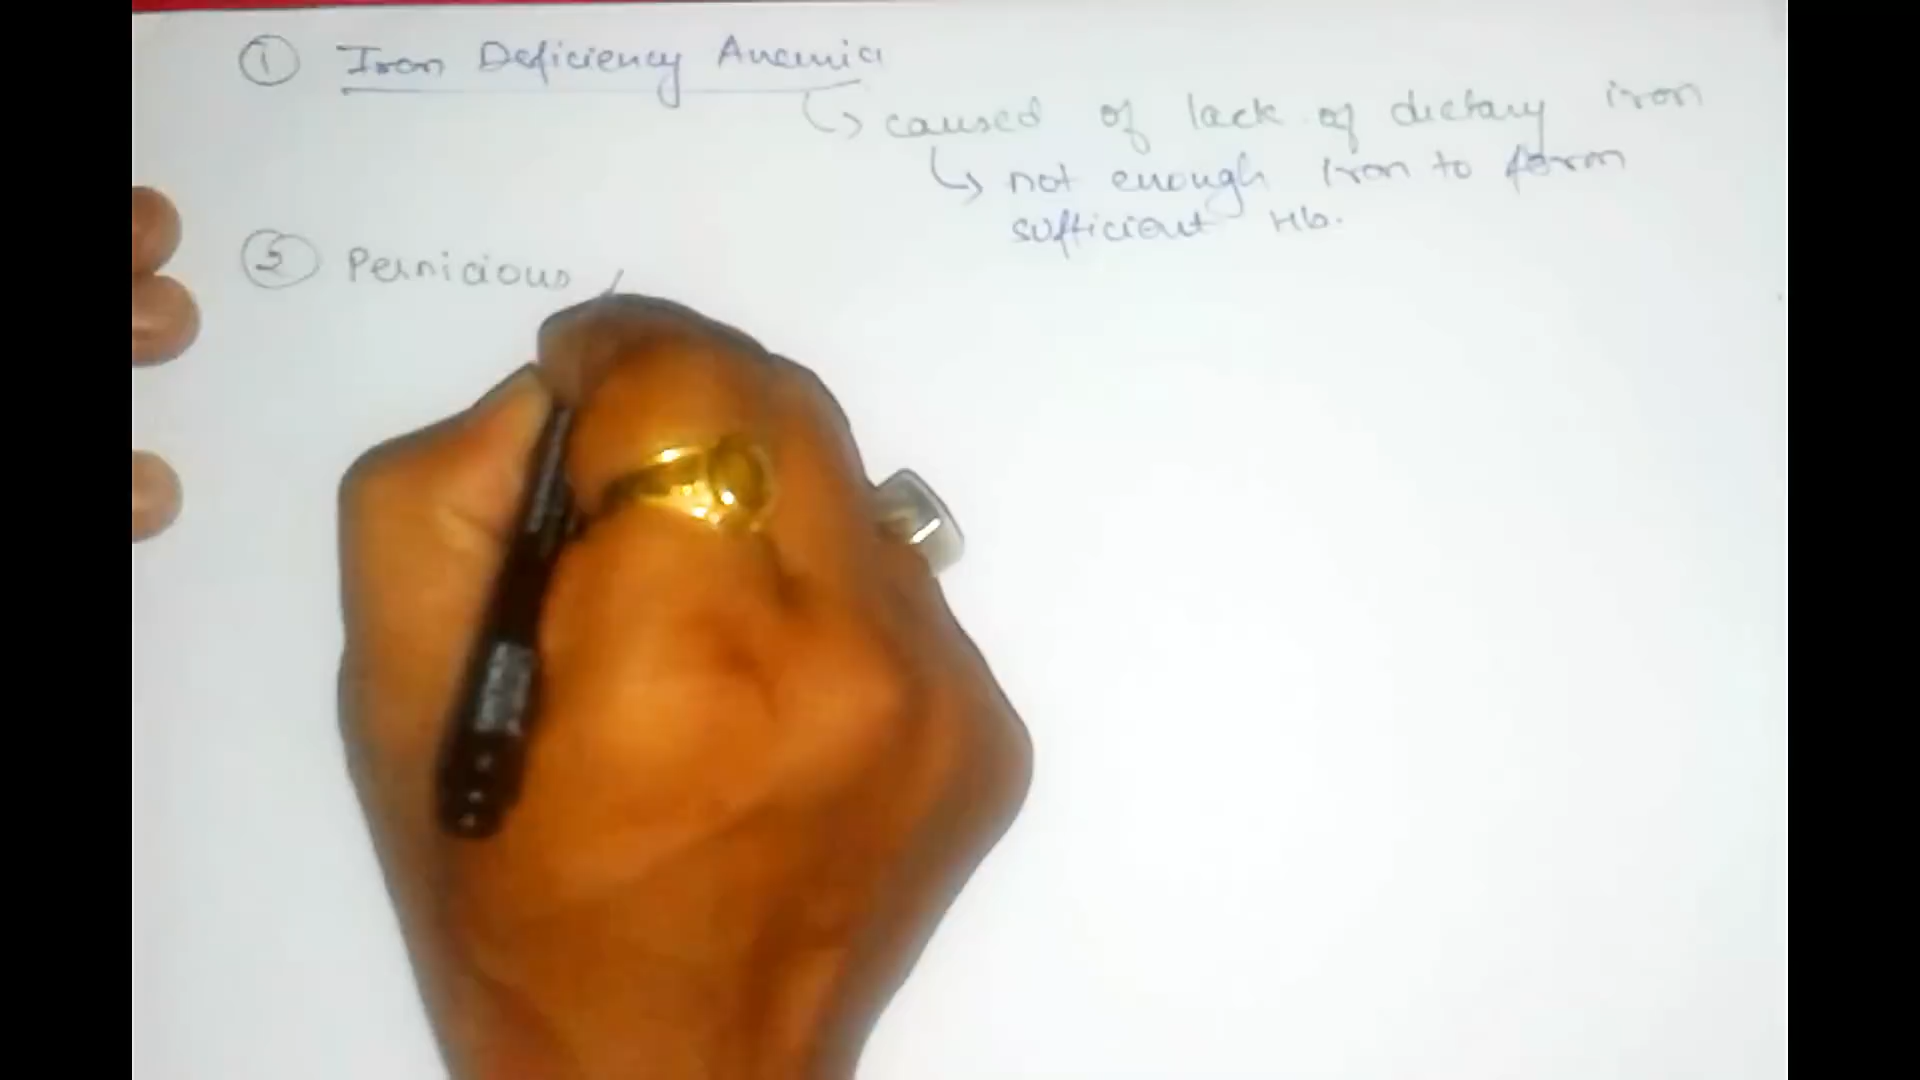 ① Iron Deficiency Anemia
↳ caused of lack of dietary iron
↳ not enough iron to form
sufficient Hb.
② Pernicious